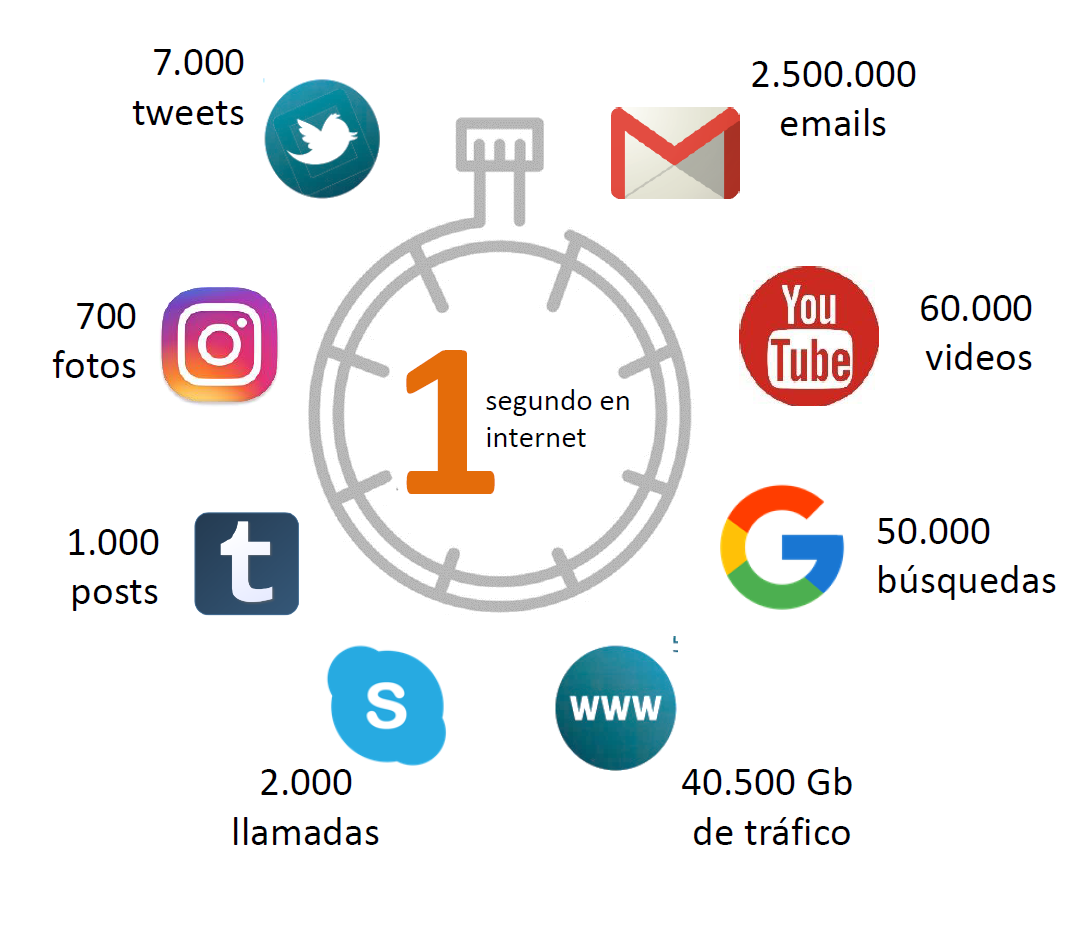 7.000
tweets
2.500.000
emails
700
fotos
You
Tube
60.000
videos
1
segundo en
internet
1.000
posts
t
G
50.000
búsquedas
S
www
2.000
llamadas
40.500 Gb
de tráfico